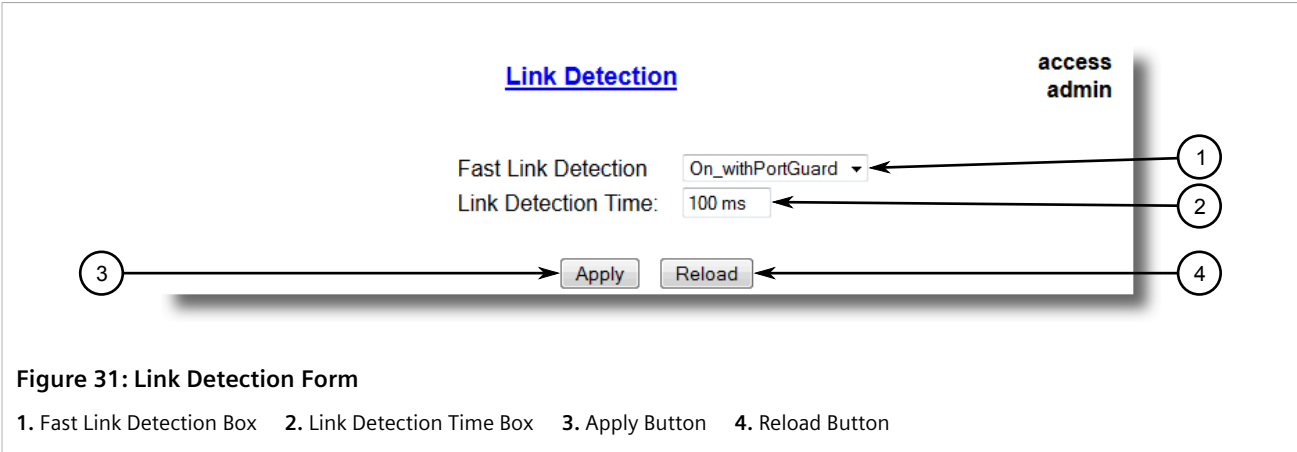 Link Detection
access
admin
Fast Link Detection On_withPortGuard
1
Link Detection Time: 100 ms
2
3
Apply Reload
4
Figure 31: Link Detection Form
1. Fast Link Detection Box 2. Link Detection Time Box 3. Apply Button 4. Reload Button